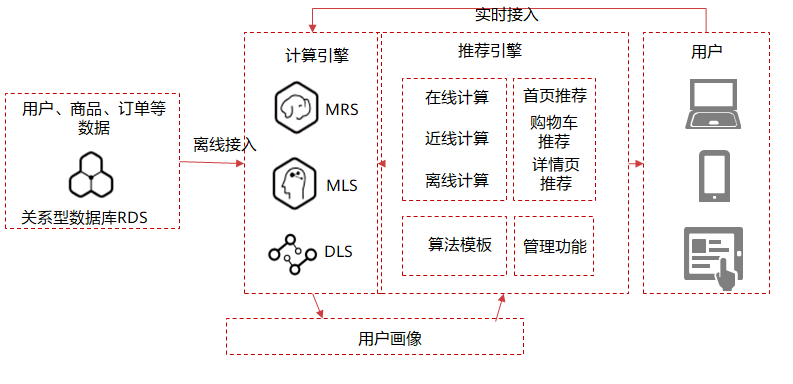 实时接入
用户、商品、订单等
数据
关系型数据库RDS
离线接入
计算引擎
MRS
MLS
DLS
推荐引擎
在线计算
近线计算
离线计算
首页推荐
购物车
推荐
详情页
推荐
算法模板
管理功能
用户
用户画像